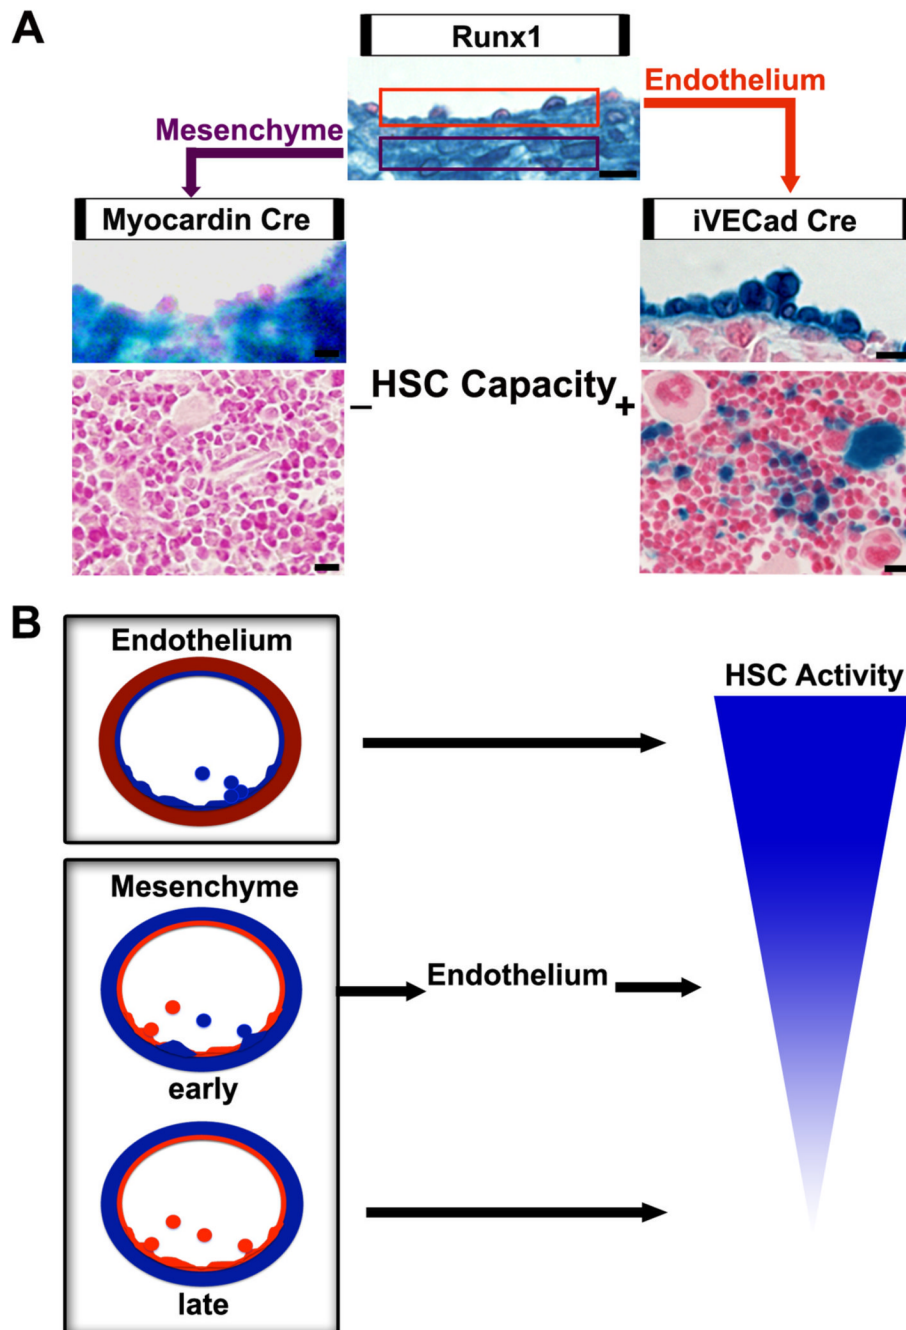 A
Runx1
Endothelium
Mesenchyme
Myocardin Cre
iVECad Cre
_HSC Capacity+
B
Endothelium
HSC Activity
Mesenchyme
Endothelium
early
late